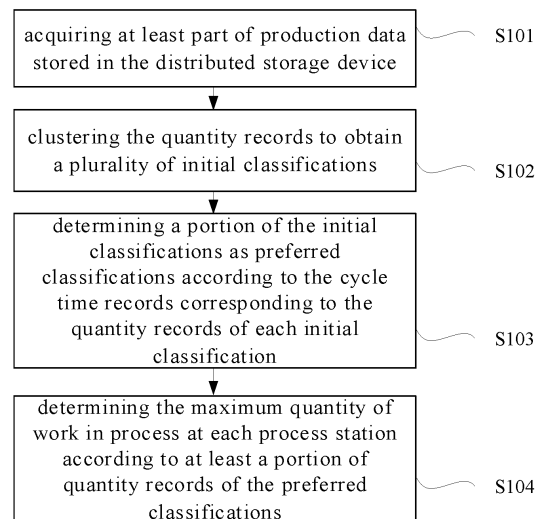 acquiring at least part of production data
stored in the distributed storage device
S101
clustering the quantity records to obtain
a plurality of initial classifications
S102
determining a portion of the initial
classifications as preferred
classifications according to the cycle
time records corresponding to the
quantity records of each initial
classification
S103
determining the maximum quantity of
work in process at each process station
according to at least a portion of
quantity records of the preferred
classifications
S104